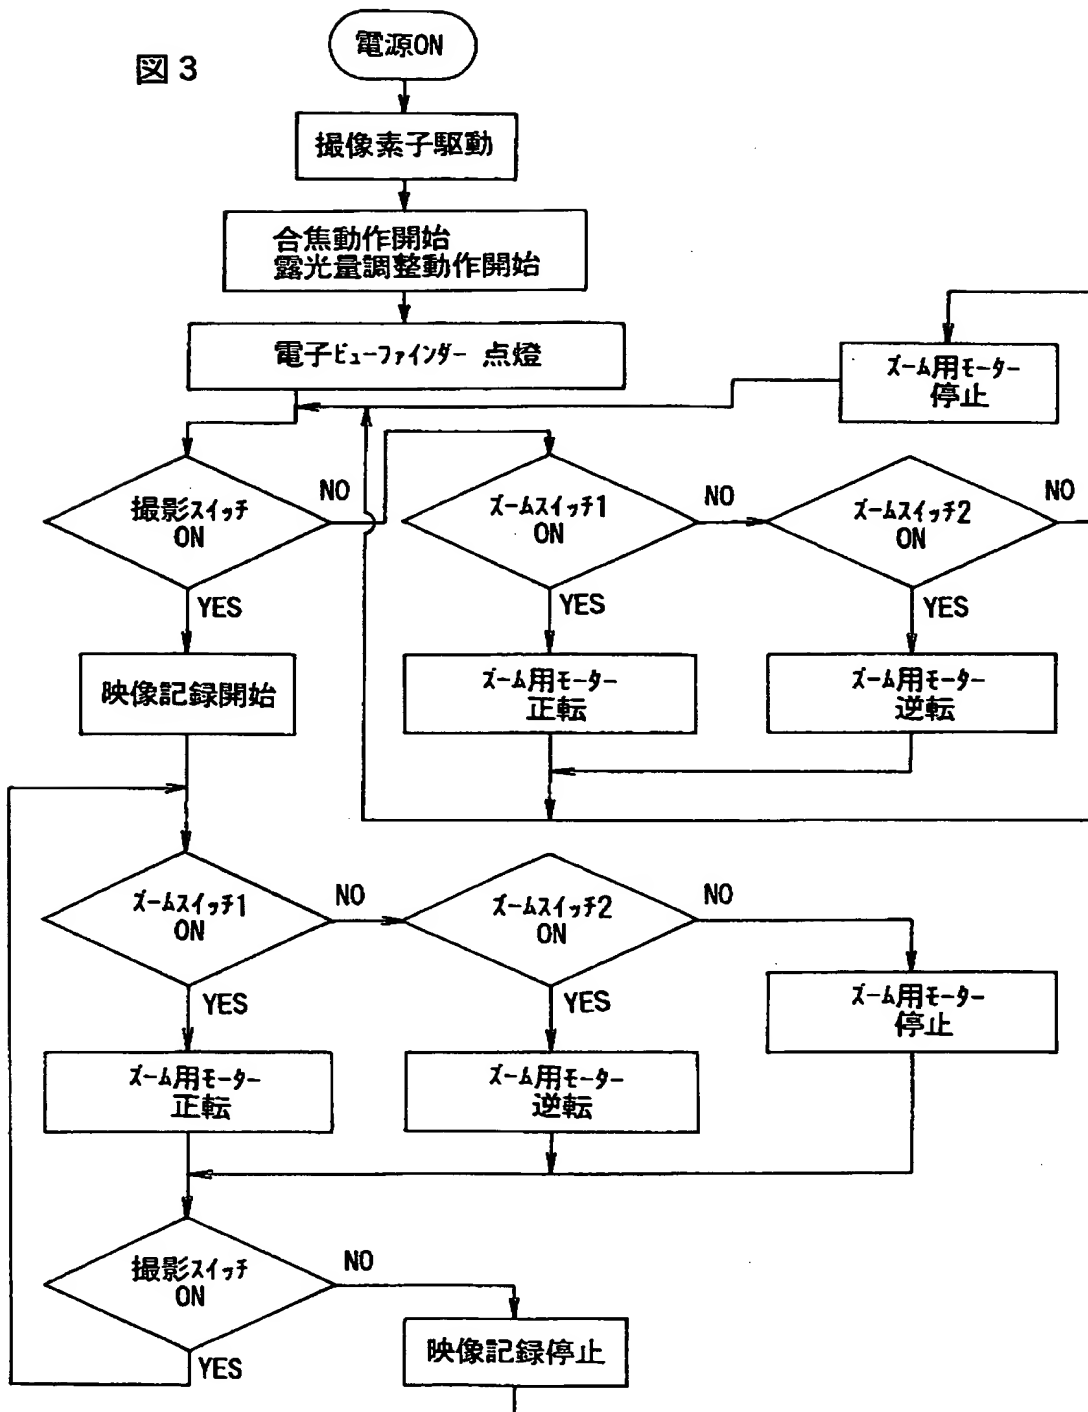 図3
電源ON
撮像素子駆動
合焦動作開始
露光量調整動作開始
電子ビューファインダー 点燈
ズーム用モーター
停止
撮影スイッチ
ON
NO
ズームスイッチ1
ON
NO
ズームスイッチ2
ON
NO
YES
YES
YES
映像記録開始
ズーム用モーター
正転
ズーム用モーター
逆転
ズームスイッチ1
ON
NO
ズームスイッチ2
ON
NO
YES
YES
ズーム用モーター
停止
ズーム用モーター
正転
ズーム用モーター
逆転
撮影スイッチ
ON
NO
YES
映像記録停止